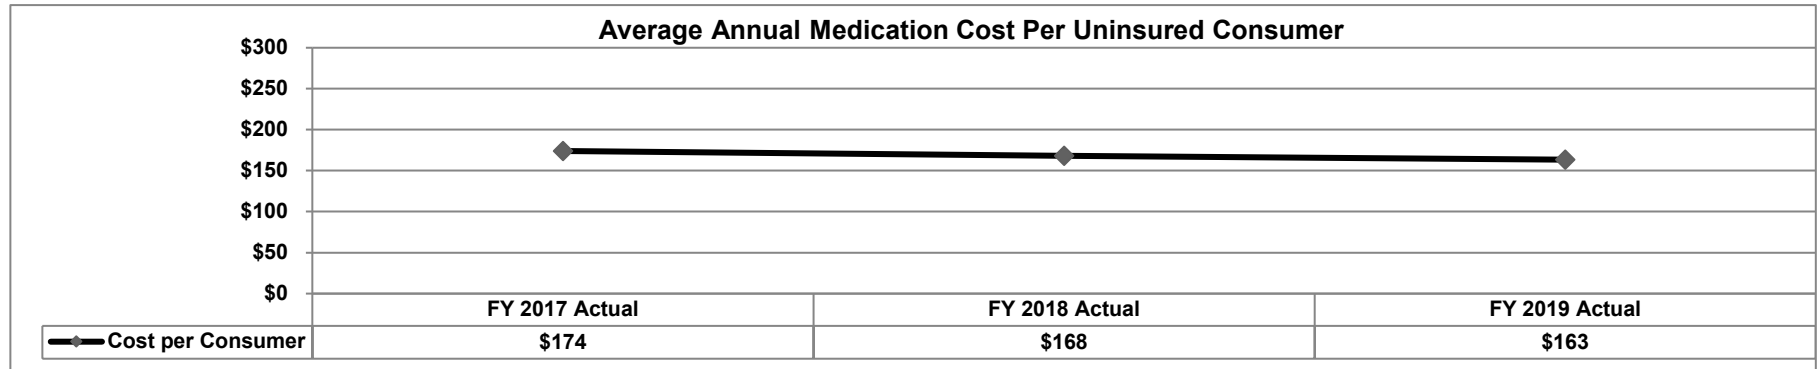 Average Annual Medication Cost Per Uninsured Consumer
$300
$250
$200
$150
$100
$50
$0
FY 2017 Actual FY 2018 Actual FY 2019 Actual
Cost per Consumer $174 $168 $163